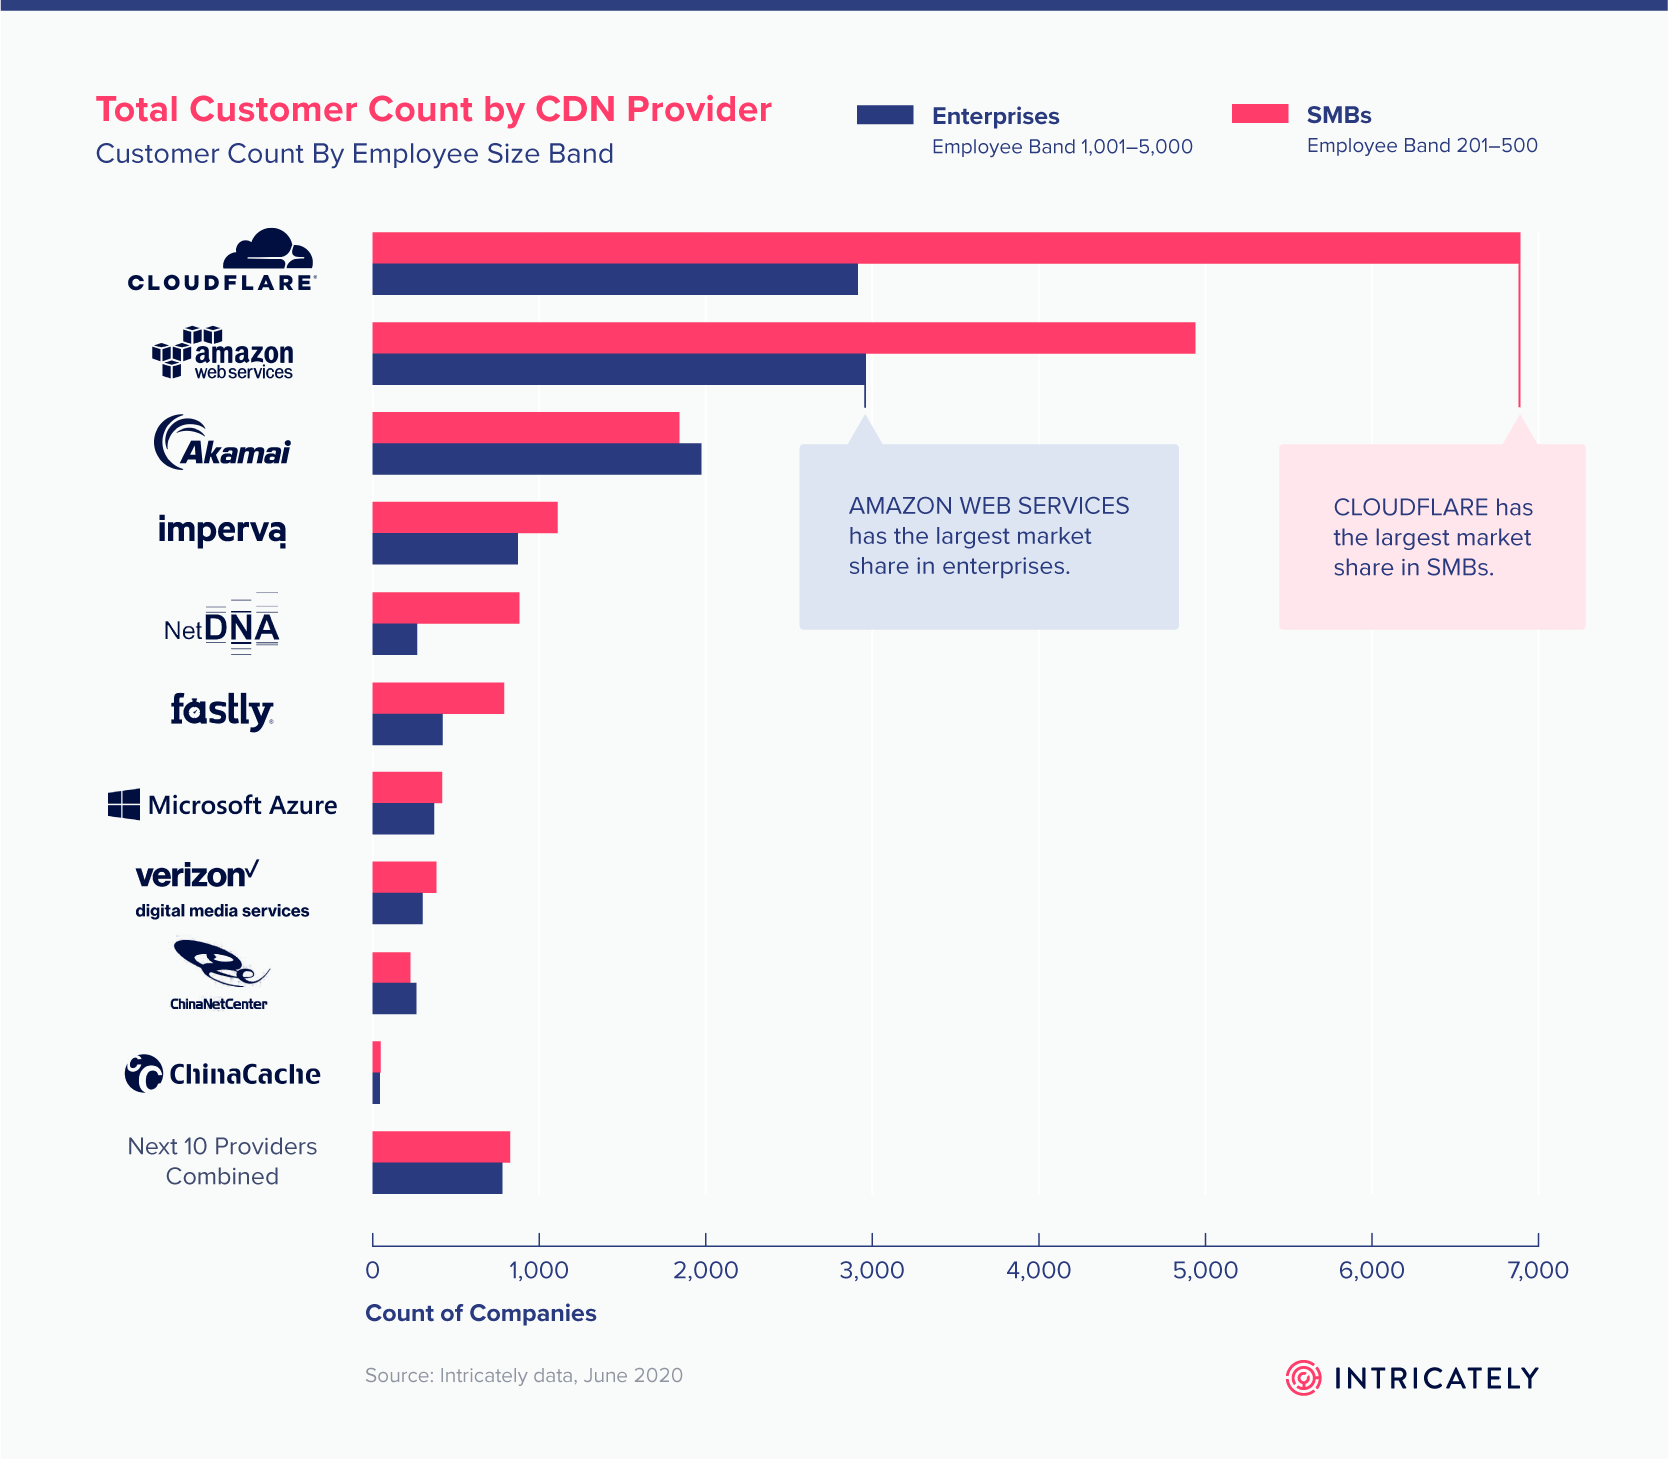 Total Customer Count by CDN Provider
Customer Count By Employee Size Band
Enterprises
Employee Band 1,001–5,000
SMBs
Employee Band 201–500
CLOUDFLARE®
amazon
web services
Akamai
imperva
NetDNA
fastly®
Microsoft Azure
verizon✓
digital media services
ChinaNetCenter
ChinaCache
Next 10 Providers
Combined
AMAZON WEB SERVICES
has the largest market
share in enterprises.
CLOUDFLARE has
the largest market
share in SMBs.
0 1,000 2,000 3,000 4,000 5,000 6,000 7,000
Count of Companies
Source: Intricately data, June 2020
INTRICATELY